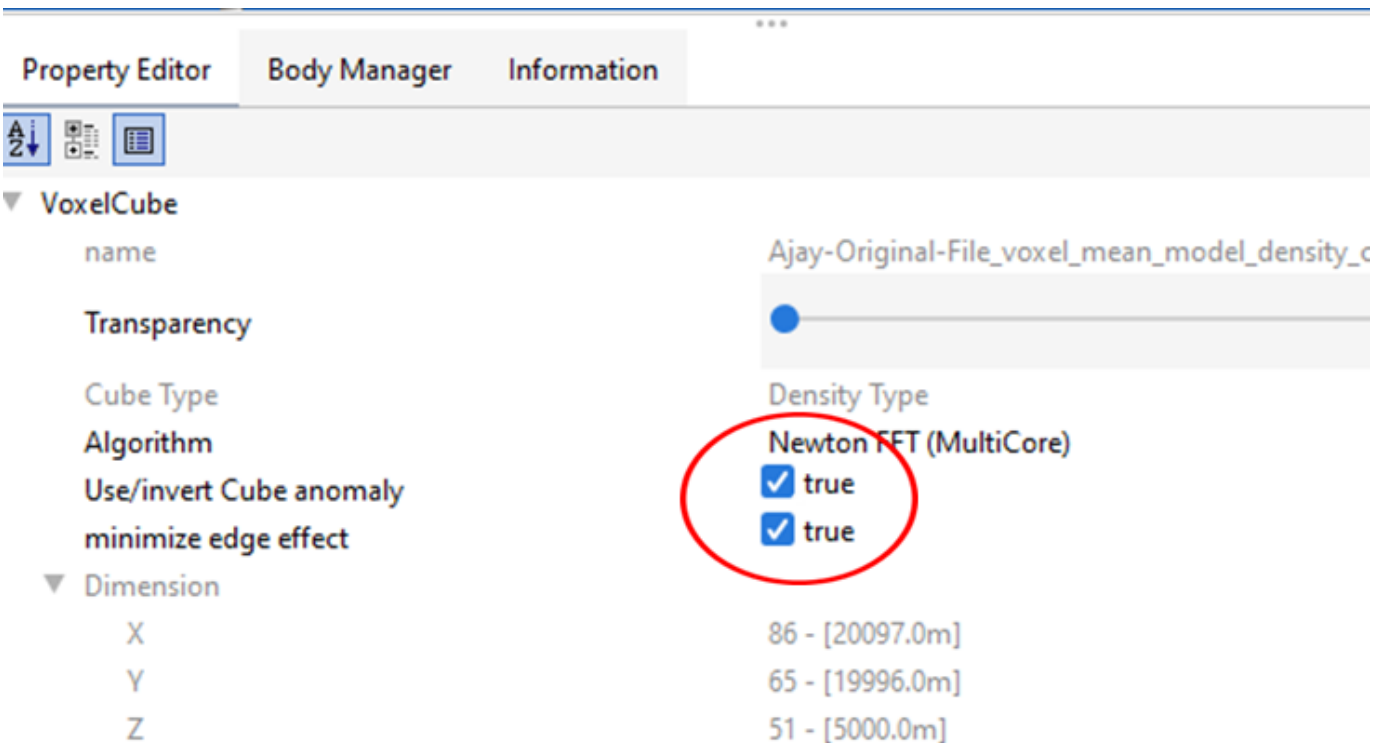 Property Editor Body Manager Information
A
Z
VoxelCube
name Ajay-Original-File_voxel_mean_model_density_
Transparency
Cube Type Density Type
Algorithm Newton FFT (MultiCore)
Use/invert Cube anomaly true
minimize edge effect true
Dimension
X 86 - [20097.0m]
Y 65 - [19996.0m]
Z 51 - [5000.0m]